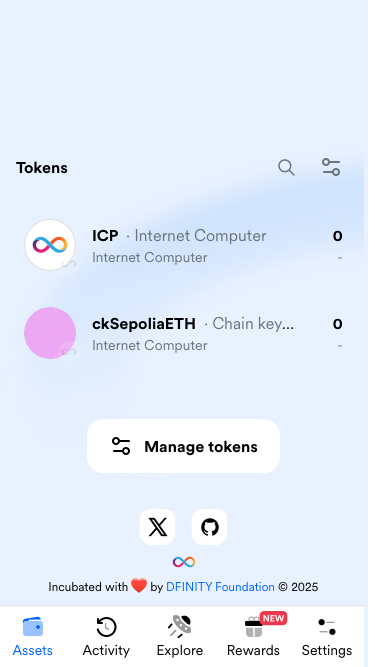 Tokens
ICP · Internet Computer 0
Internet Computer -
ckSepoliaETH · Chain key... 0
Internet Computer -
Manage tokens
Incubated with ❤️ by DFINITY Foundation © 2025
NEW
Assets Activity Explore Rewards Settings